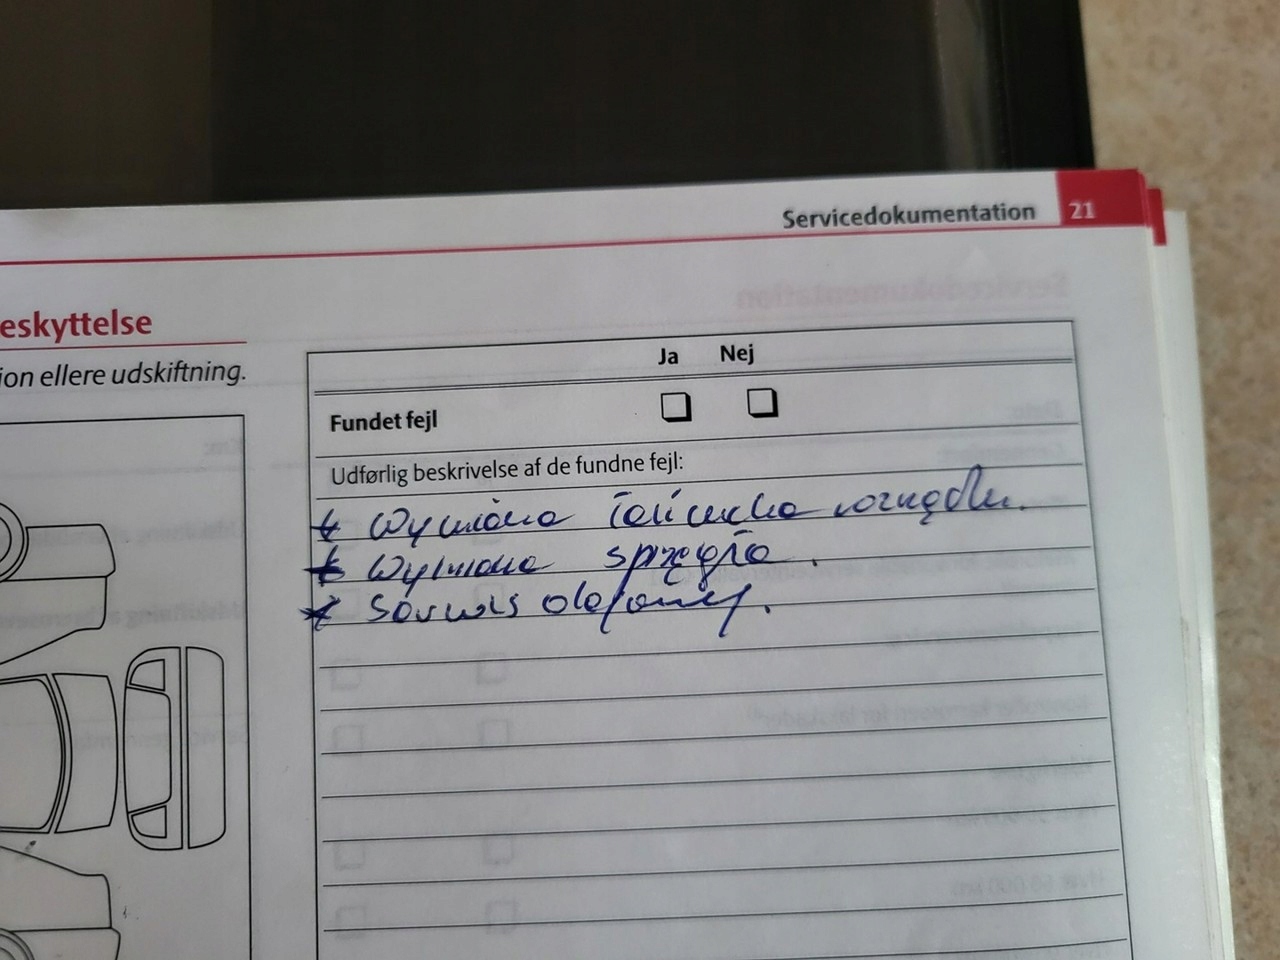 Servicedokumentation 21
eskyttelse
ion ellere udskiftning.
Ja Nej
Fundet fejl
Udførlig beskrivelse af de fundne fejl:
* Wymiana łańcucha rozrządu.
* Wymiana sprzęgła.
* Serwis olejowy.